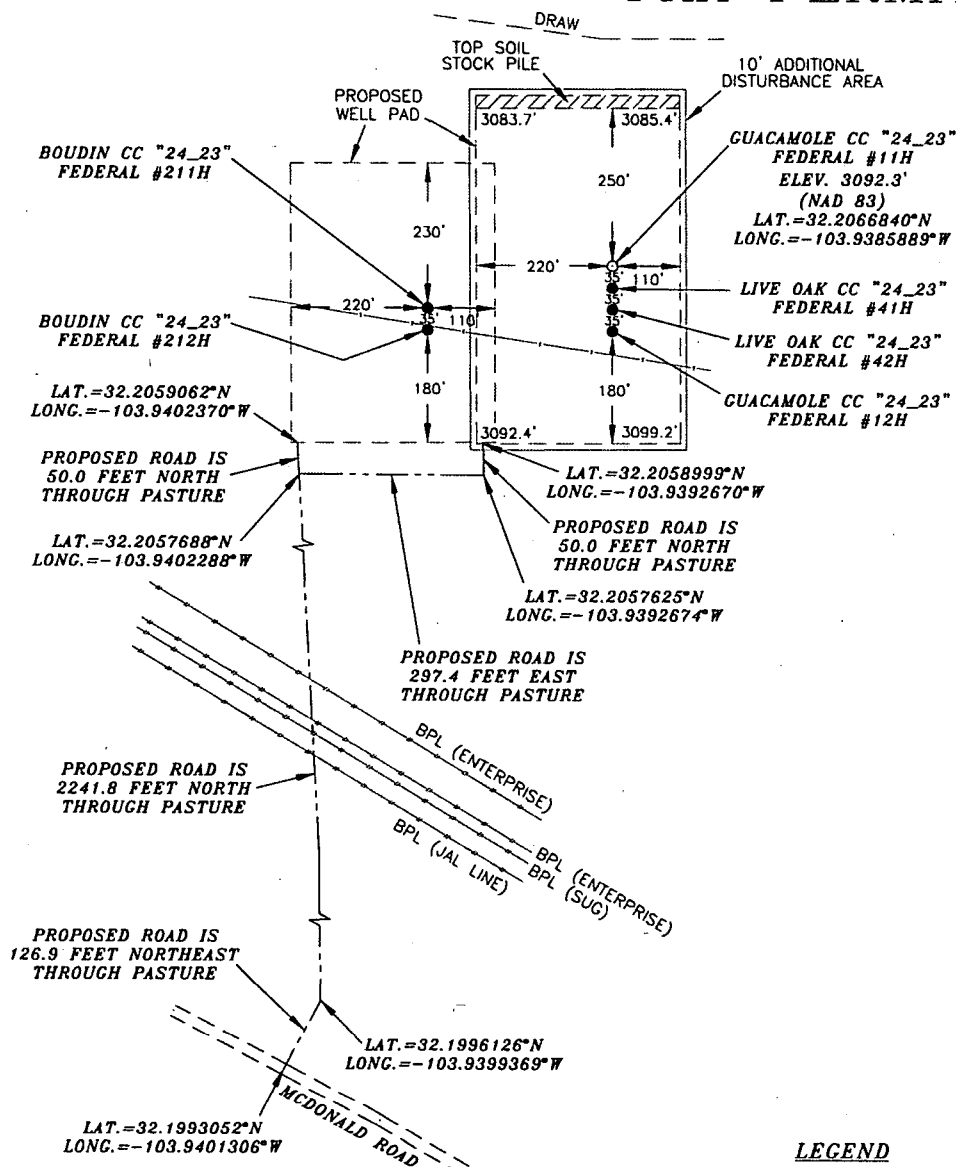 DRAW
TOP SOIL
STOCK PILE
10' ADDITIONAL
DISTURBANCE AREA
PROPOSED
WELL PAD
3083.7'
3085.4'
BOUDIN CC "24_23"
FEDERAL #211H
GUACAMOLE CC "24_23"
FEDERAL #11H
ELEV. 3092.3'
(NAD 83)
LAT.=32.2066840°N
LONG.=-103.9385889°W
250'
230'
220'
110'
35'
35'
35'
LIVE OAK CC "24_23"
FEDERAL #41H
LIVE OAK CC "24_23"
FEDERAL #42H
GUACAMOLE CC "24_23"
FEDERAL #12H
220'
110'
35'
BOUDIN CC "24_23"
FEDERAL #212H
180'
180'
LAT.=32.2059062°N
LONG.=-103.9402370°W
3092.4'
3099.2'
PROPOSED ROAD IS
50.0 FEET NORTH
THROUGH PASTURE
LAT.=32.2058999°N
LONG.=-103.9392670°W
LAT.=32.2057688°N
LONG.=-103.9402288°W
PROPOSED ROAD IS
50.0 FEET NORTH
THROUGH PASTURE
LAT.=32.2057625°N
LONG.=-103.9392674°W
PROPOSED ROAD IS
297.4 FEET EAST
THROUGH PASTURE
BPL (ENTERPRISE)
PROPOSED ROAD IS
2241.8 FEET NORTH
THROUGH PASTURE
BPL (JAL LINE)
BPL (ENTERPRISE)
BPL (SUG)
PROPOSED ROAD IS
126.9 FEET NORTHEAST
THROUGH PASTURE
LAT.=32.1996126°N
LONG.=-103.9399369°W
MCDONALD ROAD
LAT.=32.1993052°N
LONG.=-103.9401306°W
LEGEND